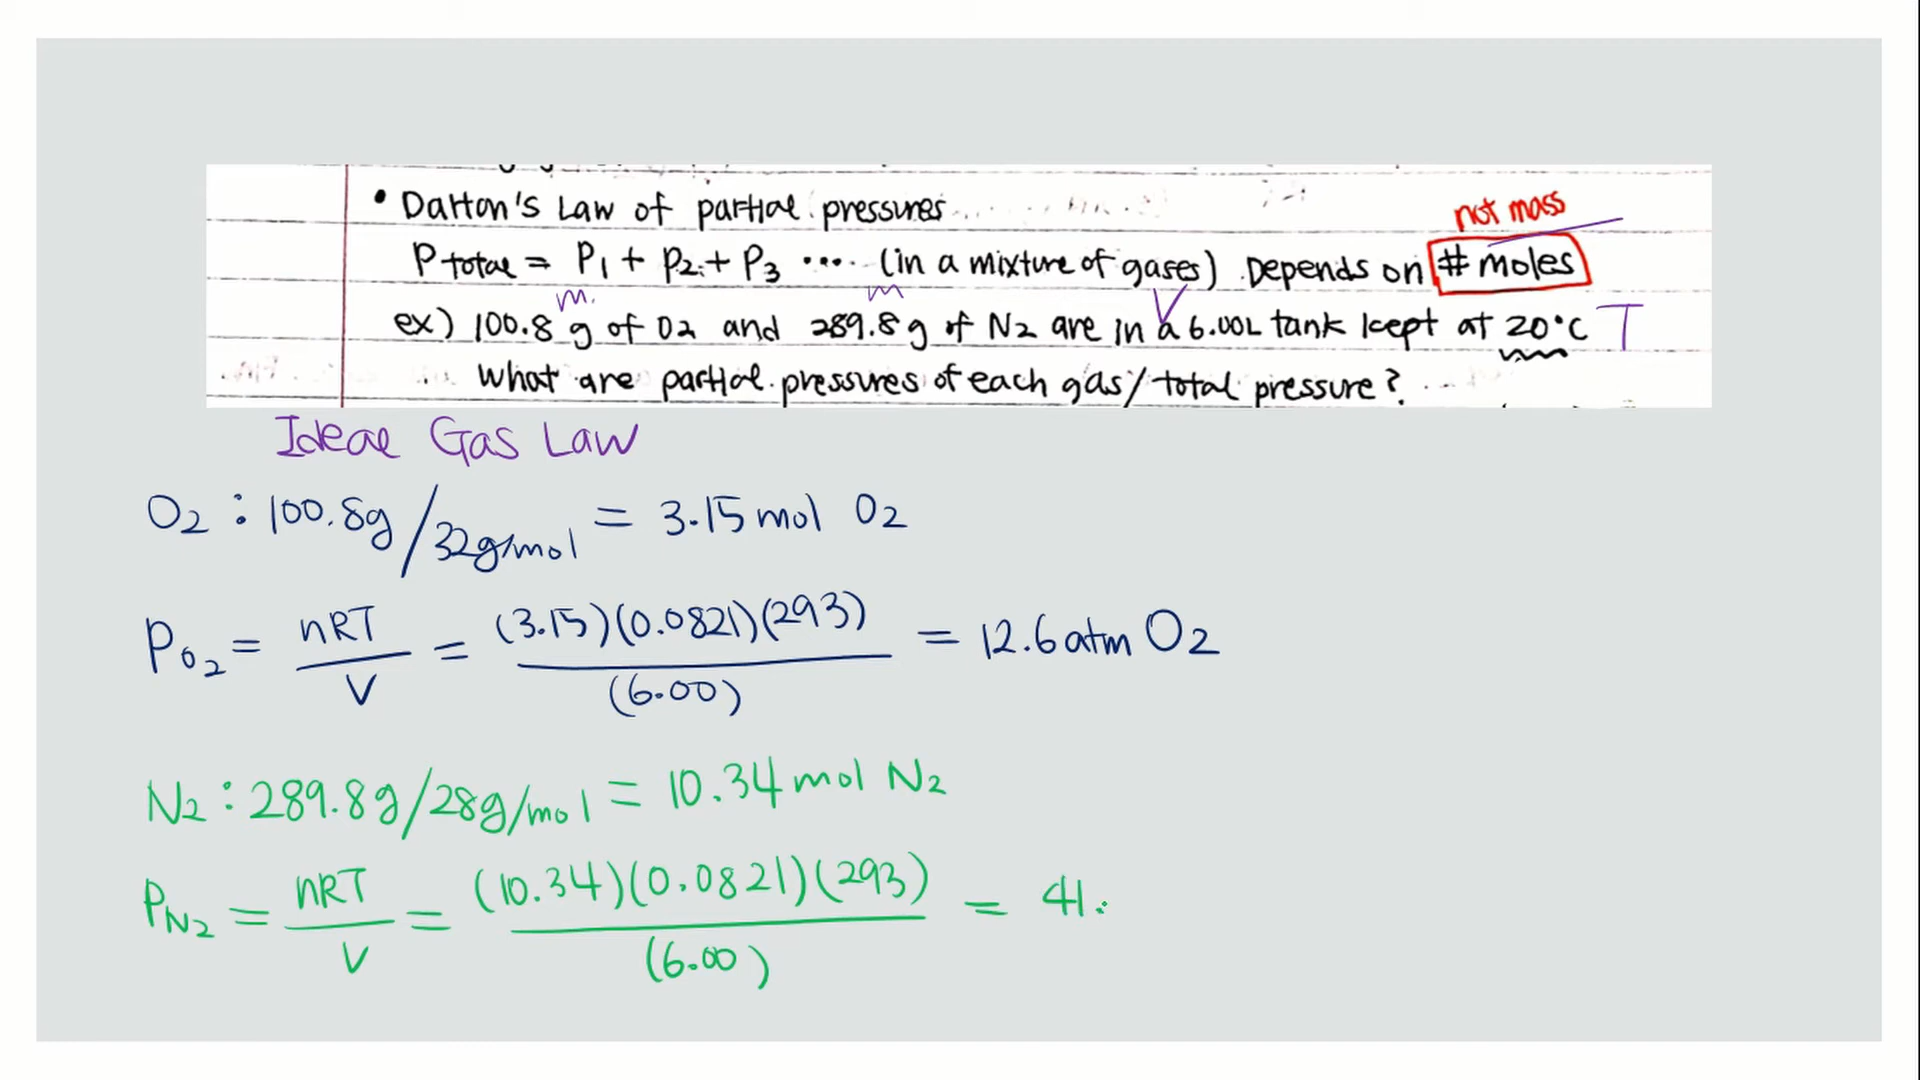 • Dalton's Law of partial pressures
not mass
P total = P1 + P2 + P3 .... (in a mixture of gases) Depends on # moles
m. m V
ex) 100.8 g of O2 and 289.8 g of N2 are in a 6.00L tank kept at 20°C T
What are partial pressures of each gas/total pressure?
Ideal Gas Law
O2 : 100.8g/32g/mol = 3.15 mol O2
PO2 = nRT/V = (3.15)(0.0821)(293)/(6.00) = 12.6 atm O2
N2 : 289.8g/28g/mol = 10.34 mol N2
PN2 = nRT/V = (10.34)(0.0821)(293)/(6.00) = 41.